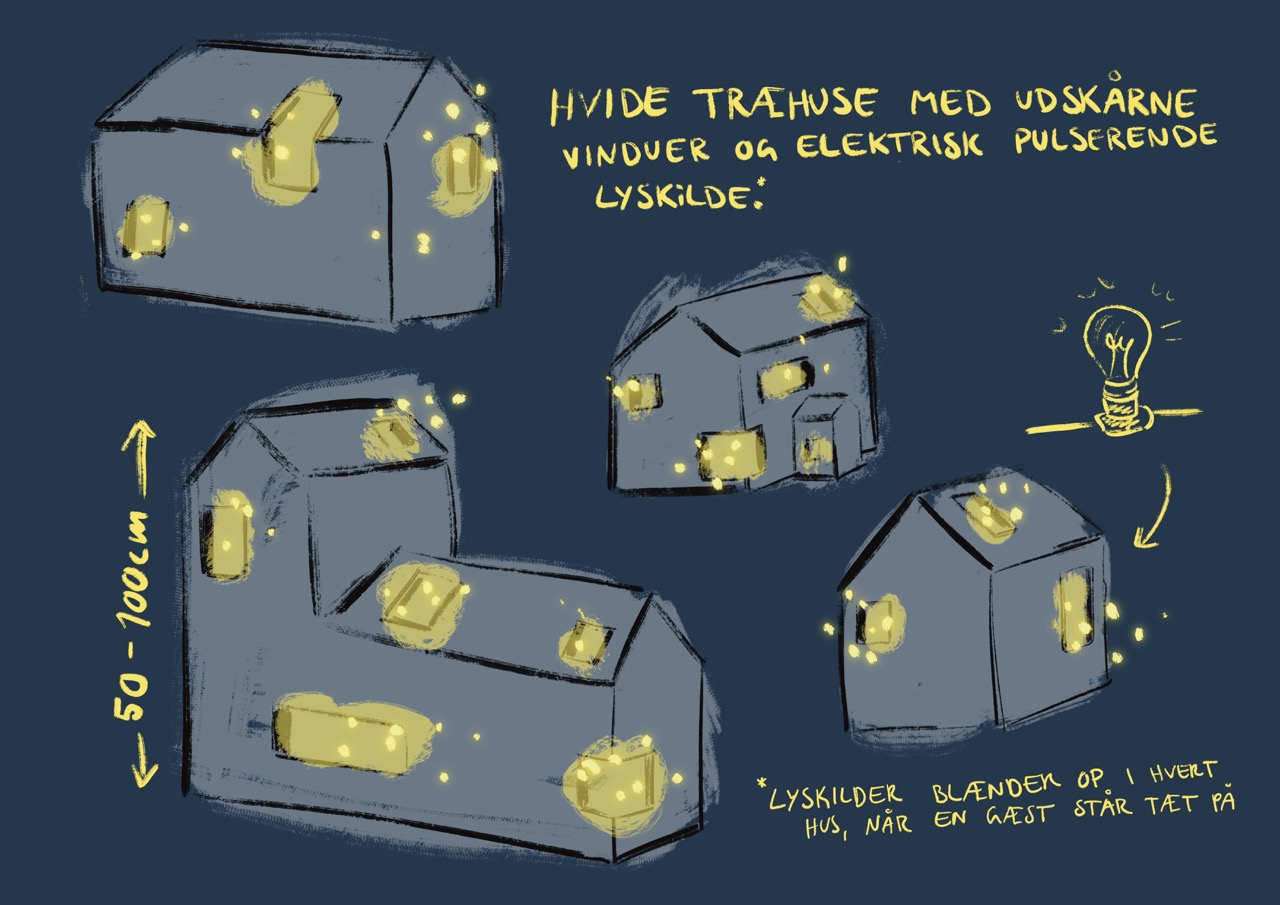 HVIDE TRÆHUSE MED UDSKÅRNE
VINDUER OG ELEKTRISK PULSERENDE
LYSKILDE.*
50 - 100cm
*LYSKILDER BLÆNDER OP I HVERT
HUS, NÅR EN GÆST STÅR TÆT PÅ